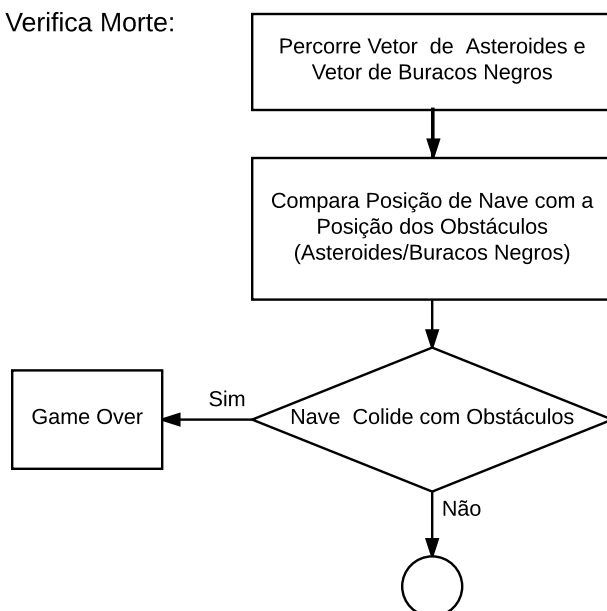 Verifica Morte:
Percorre Vetor de Asteroides e
Vetor de Buracos Negros
Compara Posição de Nave com a
Posição dos Obstáculos
(Asteroides/Buracos Negros)
Sim
Game Over
Nave Colide com Obstáculos
Não